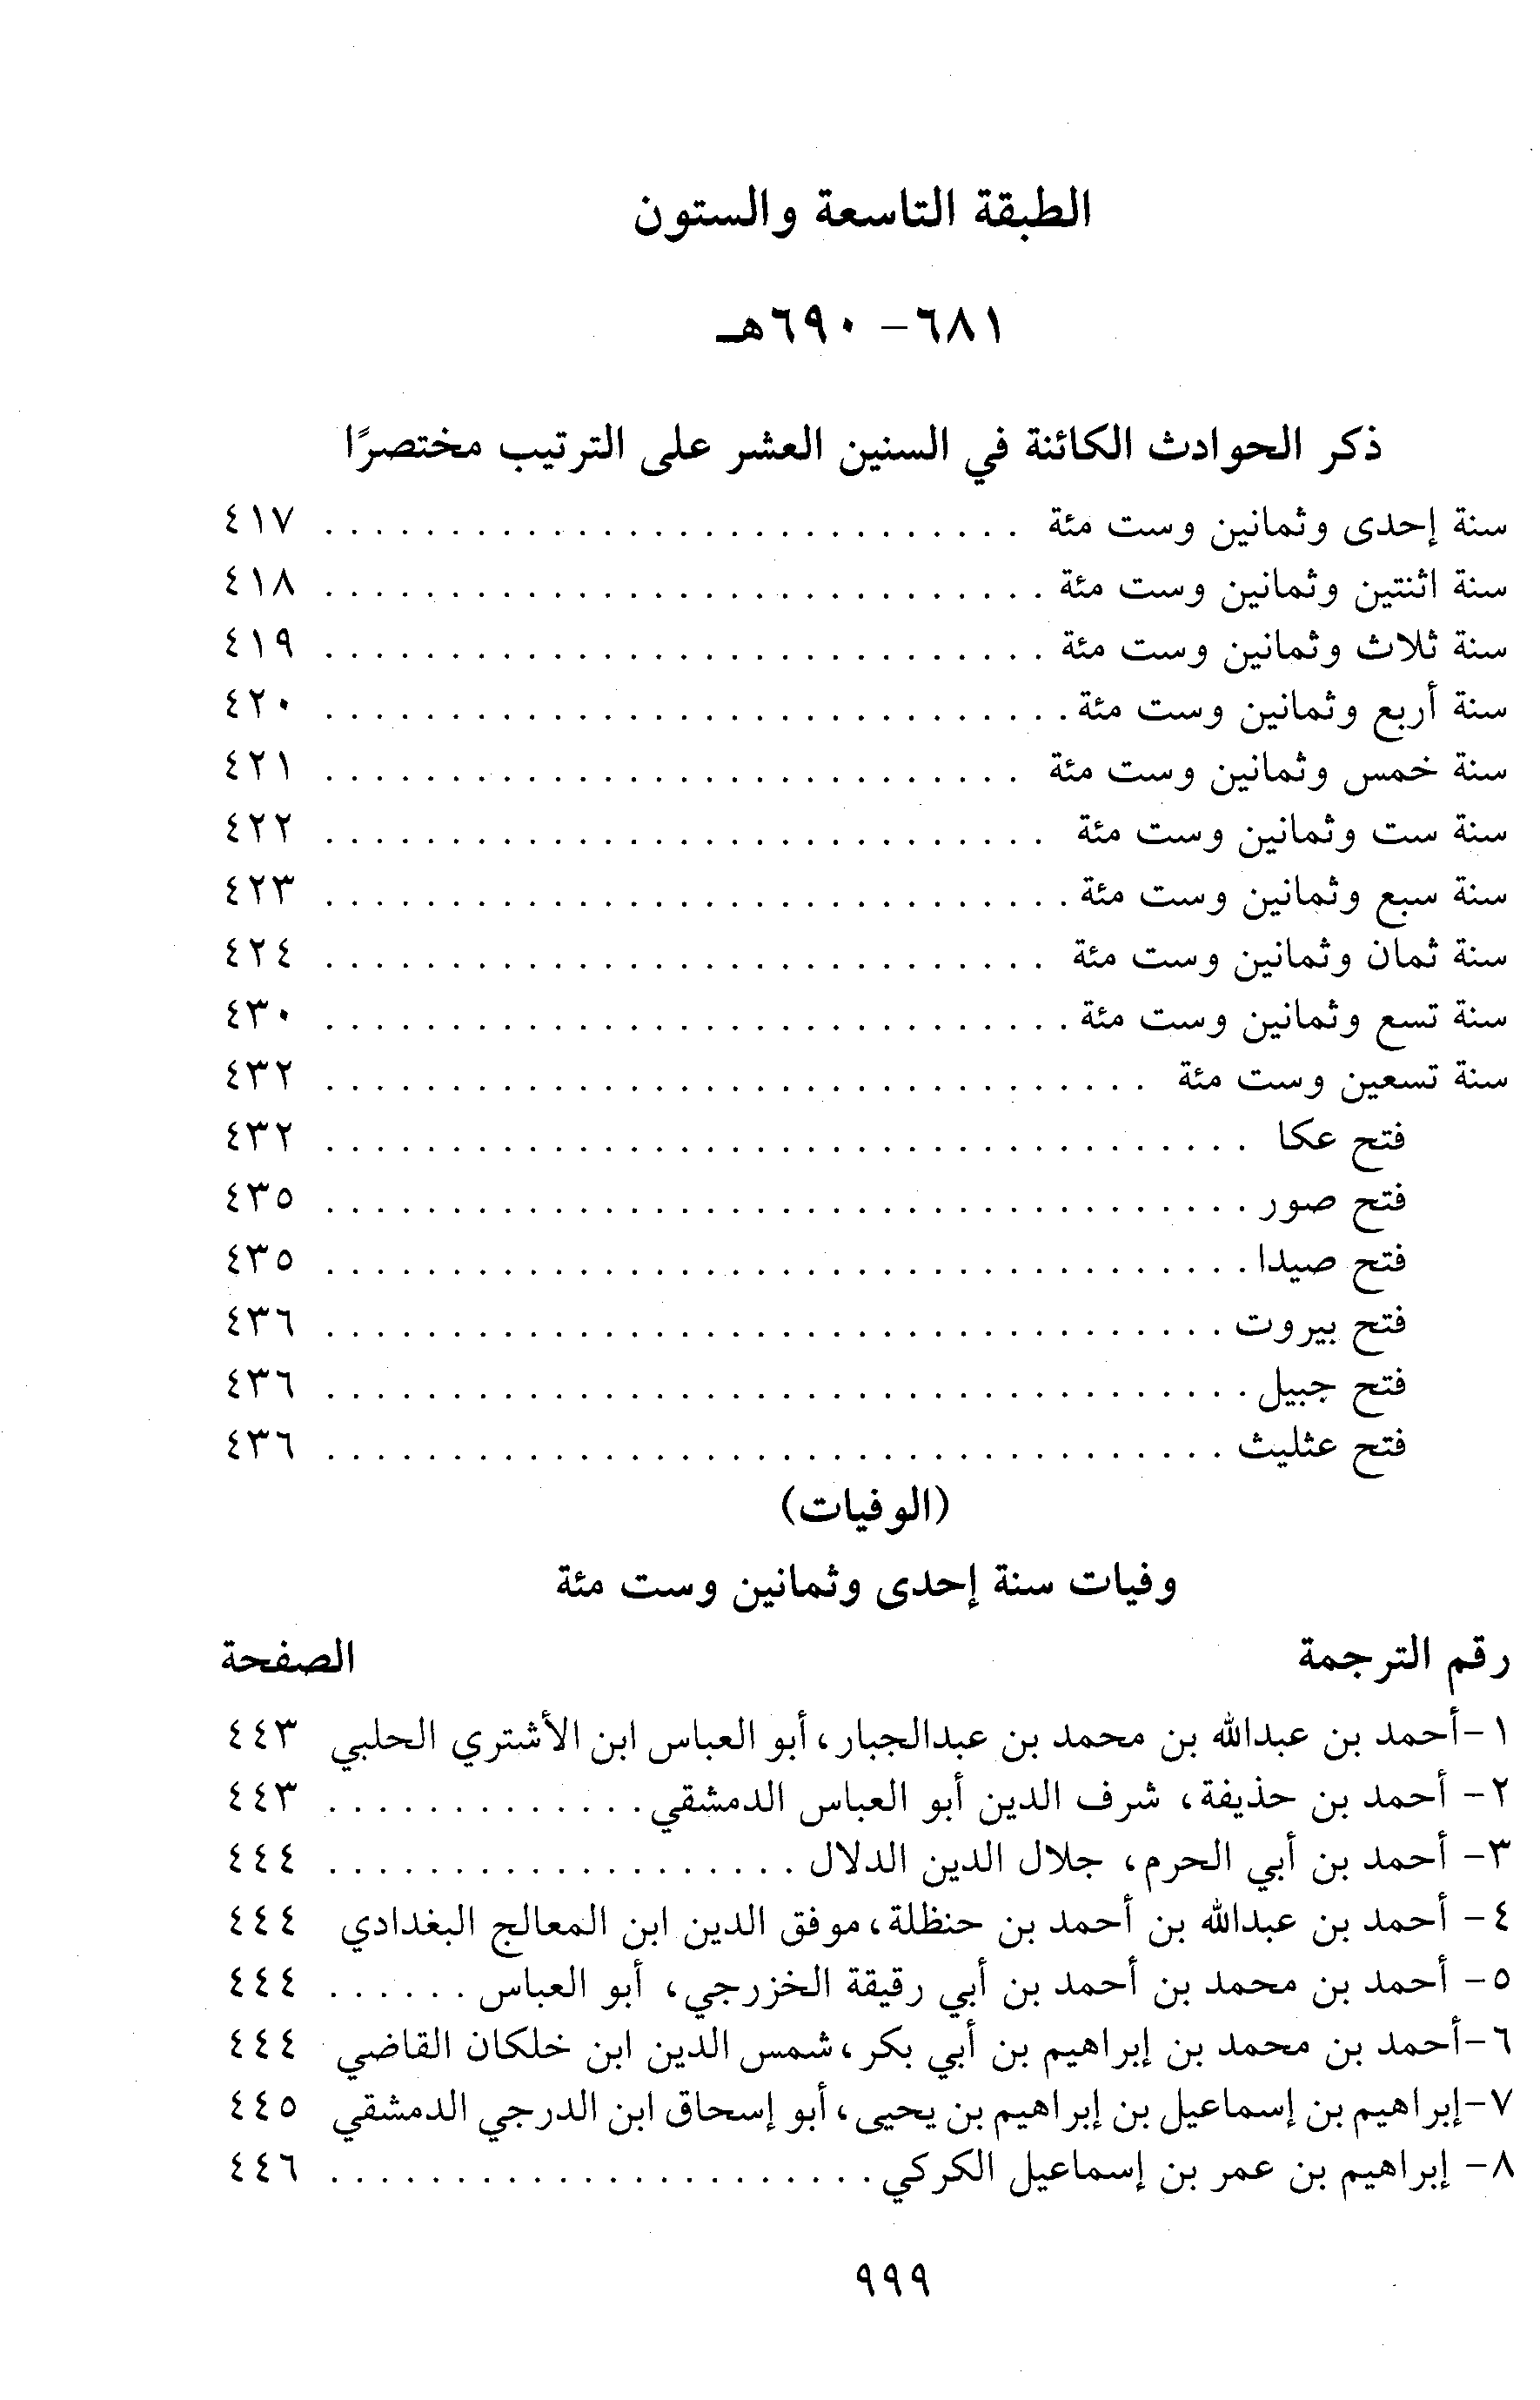 الطبقة التاسعة والستون
٦٨١- ٦٩٠هـ
ذكر الحوادث الكائنة في السنين العشر على الترتيب مختصرًا
سنة إحدى وثمانين وست مئة . . . . . . . . . . . . . . . . . . . . . . . . . . . . ٤١٧
سنة اثنتين وثمانين وست مئة . . . . . . . . . . . . . . . . . . . . . . . . . . . . . ٤١٨
سنة ثلاث وثمانين وست مئة . . . . . . . . . . . . . . . . . . . . . . . . . . . . . ٤١٩
سنة أربع وثمانين وست مئة . . . . . . . . . . . . . . . . . . . . . . . . . . . . . . ٤٢٠
سنة خمس وثمانين وست مئة . . . . . . . . . . . . . . . . . . . . . . . . . . . . ٤٢١
سنة ست وثمانين وست مئة . . . . . . . . . . . . . . . . . . . . . . . . . . . . . ٤٢٢
سنة سبع وثمانين وست مئة . . . . . . . . . . . . . . . . . . . . . . . . . . . . . . ٤٢٣
سنة ثمان وثمانين وست مئة . . . . . . . . . . . . . . . . . . . . . . . . . . . . . ٤٢٤
سنة تسع وثمانين وست مئة . . . . . . . . . . . . . . . . . . . . . . . . . . . . . . ٤٣٠
سنة تسعين وست مئة . . . . . . . . . . . . . . . . . . . . . . . . . . . . . . . . . ٤٣٢
فتح عكا . . . . . . . . . . . . . . . . . . . . . . . . . . . . . . . . . . . . . ٤٣٢
فتح صور . . . . . . . . . . . . . . . . . . . . . . . . . . . . . . . . . . . . . ٤٣٥
فتح صيدا . . . . . . . . . . . . . . . . . . . . . . . . . . . . . . . . . . . . . ٤٣٥
فتح بيروت . . . . . . . . . . . . . . . . . . . . . . . . . . . . . . . . . . . . ٤٣٦
فتح جبيل . . . . . . . . . . . . . . . . . . . . . . . . . . . . . . . . . . . . . ٤٣٦
فتح عثليث . . . . . . . . . . . . . . . . . . . . . . . . . . . . . . . . . . . . ٤٣٦
(الوفيات)
وفيات سنة إحدى وثمانين وست مئة
رقم الترجمة الصفحة
١-أحمد بن عبدالله بن محمد بن عبدالجبار، أبو العباس ابن الأشتري الحلبي ٤٤٣
٢- أحمد بن حذيفة، شرف الدين أبو العباس الدمشقي . . . . . . . . . . . . . ٤٤٣
٣- أحمد بن أبي الحرم، جلال الدين الدلال . . . . . . . . . . . . . . . . . . . ٤٤٤
٤- أحمد بن عبدالله بن أحمد بن حنظلة، موفق الدين ابن المعالج البغدادي ٤٤٤
٥- أحمد بن محمد بن أحمد بن أبي رقيقة الخزرجي، أبو العباس . . . . . . ٤٤٤
٦-أحمد بن محمد بن إبراهيم بن أبي بكر، شمس الدين ابن خلكان القاضي ٤٤٤
٧-إبراهيم بن إسماعيل بن إبراهيم بن يحيى، أبو إسحاق ابن الدرجي الدمشقي ٤٤٥
٨- إبراهيم بن عمر بن إسماعيل الكركي . . . . . . . . . . . . . . . . . . . . . . ٤٤٦
٩٩٩